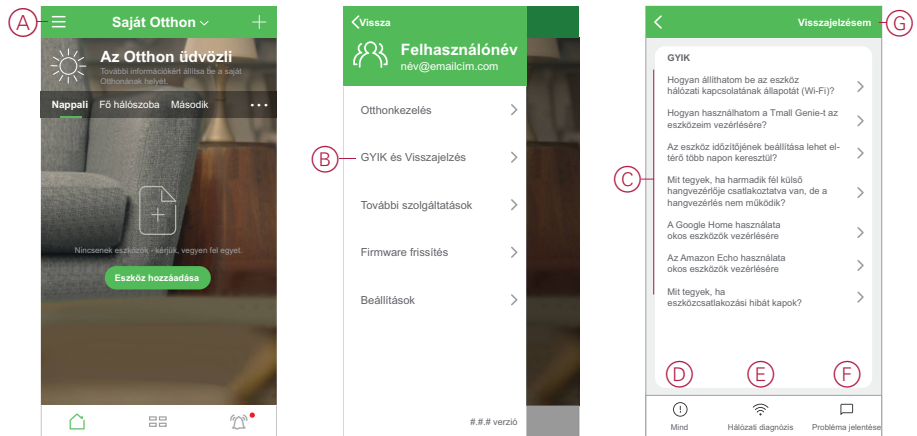 A
Saját Otthon
Az Otthon üdvözli
További információkért állítsa be a saját
Otthonának helyét.
Nappali Fő hálószoba Második
Nincsenek eszközök - kérjük, vegyen fel egyet.
Eszköz hozzáadása
Vissza
Felhasználónév
név@emailcim.com
Otthonkezelés
B
GYIK és Visszajelzés
További szolgáltatások
Firmware frissítés
Beállítások
#.#.# verzió
Visszajelzésem
G
GYIK
C
Hogyan állíthatom be az eszköz
hálózati kapcsolatának állapotát (Wi-Fi)?
Hogyan használhatom a Tmall Genie-t az
eszközeim vezérlésére?
Az eszköz időzítőjének beállítása lehet el-
térő több napon keresztül?
Mit tegyek, ha harmadik fél külső
hangvezérlője csatlakoztatva van, de a
hangvezérlés nem működik?
A Google Home használata
okos eszközök vezérlésére
Az Amazon Echo használata
okos eszközök vezérlésére
Mit tegyek, ha
eszközcsatlakozási hibát kapok?
D
E
F
Mind
Hálózati diagnózis
Probléma jelentése